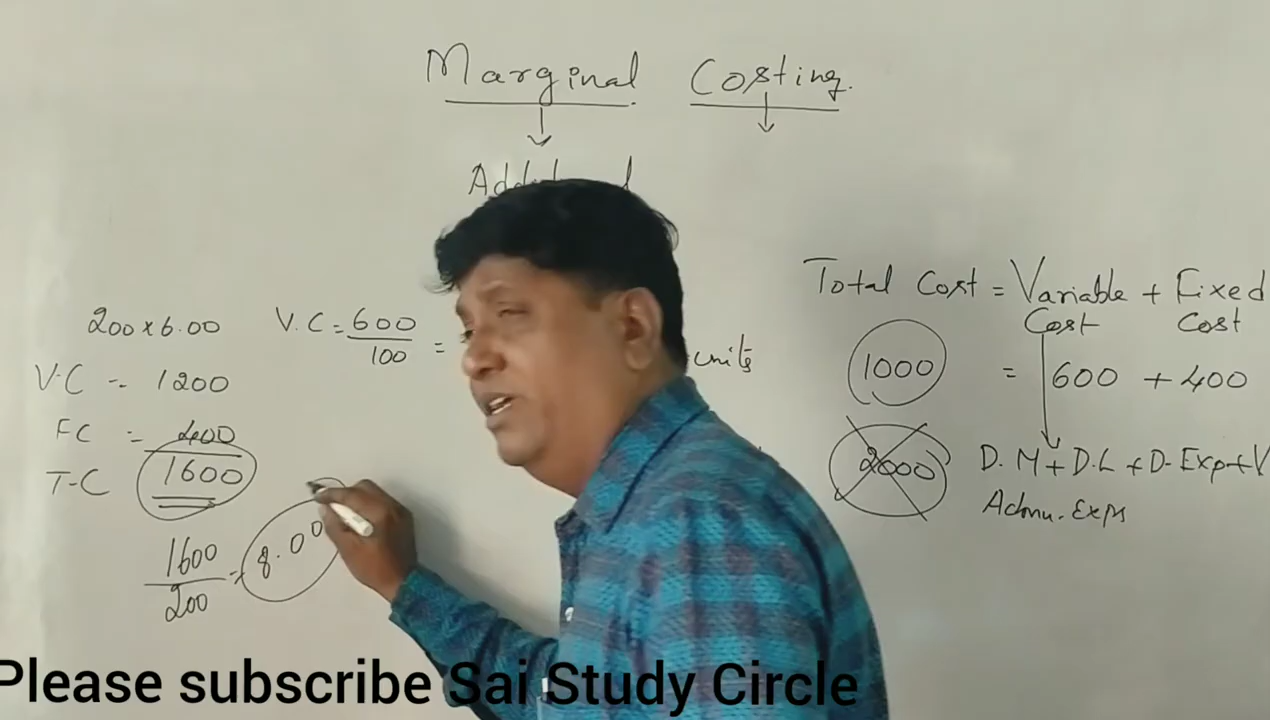 Marginal Costing.
Total Cost = Variable Cost + Fixed Cost
1000 = 600 + 400
2000
D.M + D.L + D-Exp + V
Admn. Exps
units
200 x 6.00
V.C = 600/100 =
V.C - 1200
FC = 400
T-C 1600
1600/200 = 8.00
Please subscribe Sai Study Circle